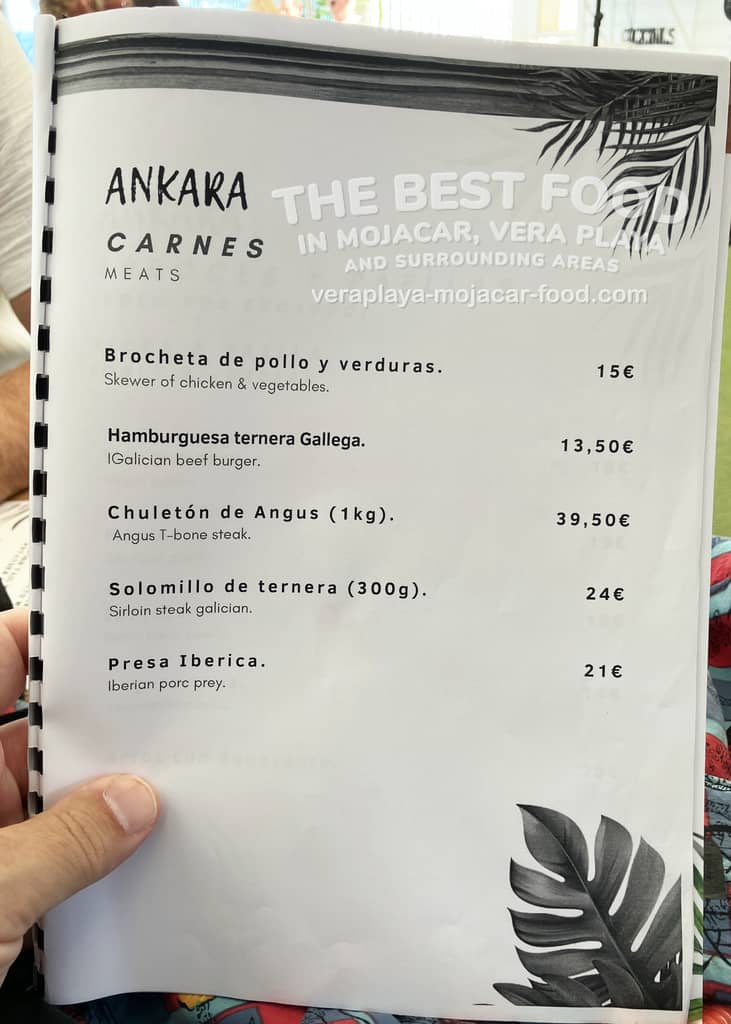 ANKARA
CARNES
MEATS
THE BEST FOOD
IN MOJACAR, VERA PLAYA
AND SURROUNDING AREAS
veraplaya-mojacar-food.com
Brocheta de pollo y verduras. 15€
Skewer of chicken & vegetables.
Hamburguesa ternera Gallega. 13,50€
IGalician beef burger.
Chuletón de Angus (1kg). 39,50€
Angus T-bone steak.
Solomillo de ternera (300g). 24€
Sirloin steak galician.
Presa Iberica. 21€
Iberian porc prey.